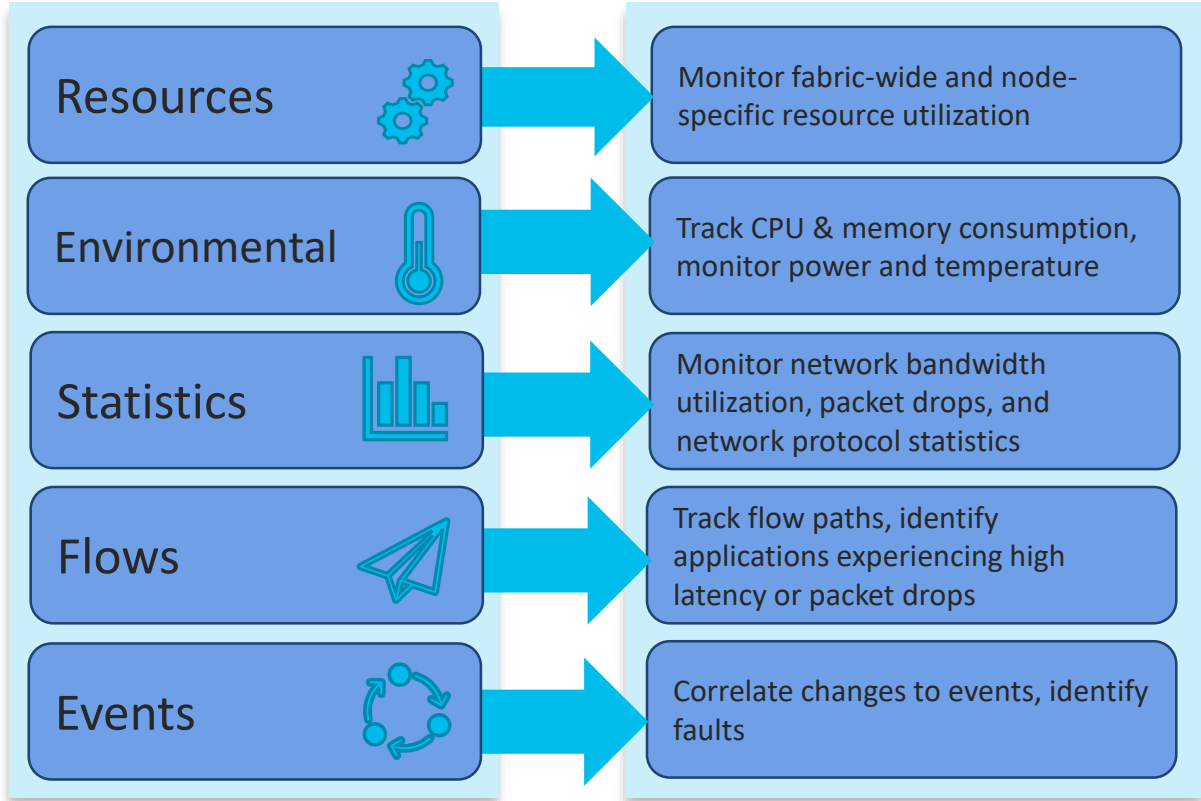 Resources
Monitor fabric-wide and node-
specific resource utilization
Environmental
Track CPU & memory consumption,
monitor power and temperature
Statistics
Monitor network bandwidth
utilization, packet drops, and
network protocol statistics
Flows
Track flow paths, identify
applications experiencing high
latency or packet drops
Events
Correlate changes to events, identify
faults